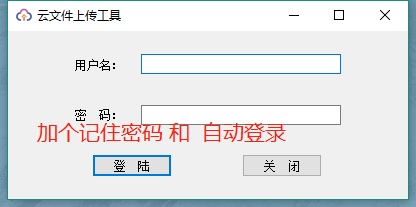 云文件上传工具
用户名：
密　码：
加个记住密码 和  自动登录
登　陆　　关　闭